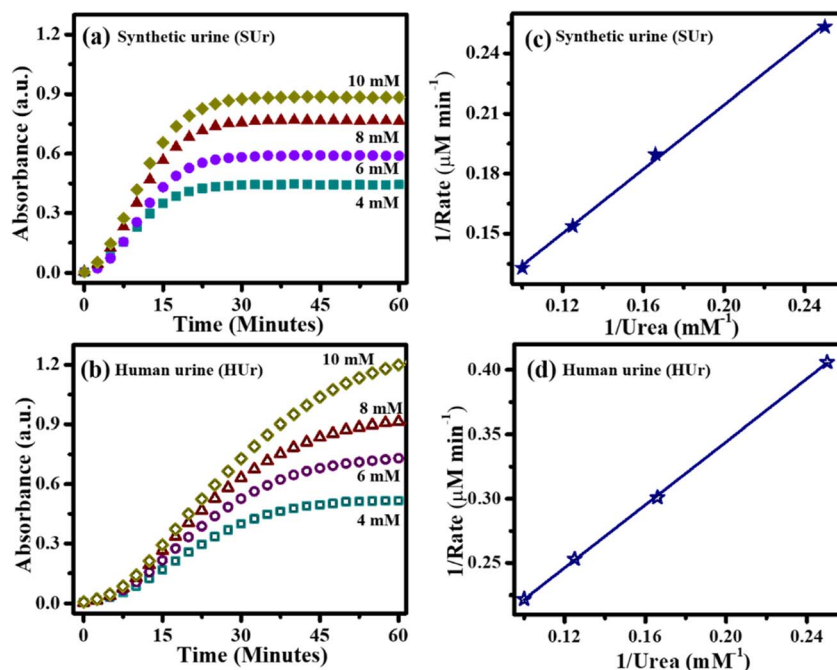 (a) Synthetic urine (SUr)
1.2
0.9
0.6
0.3
0.0
Absorbance (a.u.)
10 mM
8 mM
6 mM
4 mM
0 15 30 45 60
Time (Minutes)
(c) Synthetic urine (SUr)
0.25
0.21
0.18
0.15
1/Rate (μM min⁻¹)
0.12 0.16 0.20 0.24
1/Urea (mM⁻¹)
(b) Human urine (HUr)
1.2
0.9
0.6
0.3
0.0
Absorbance (a.u.)
10 mM
8 mM
6 mM
4 mM
0 15 30 45 60
Time (Minutes)
(d) Human urine (HUr)
0.40
0.35
0.30
0.25
1/Rate (μM min⁻¹)
0.12 0.16 0.20 0.24
1/Urea (mM⁻¹)